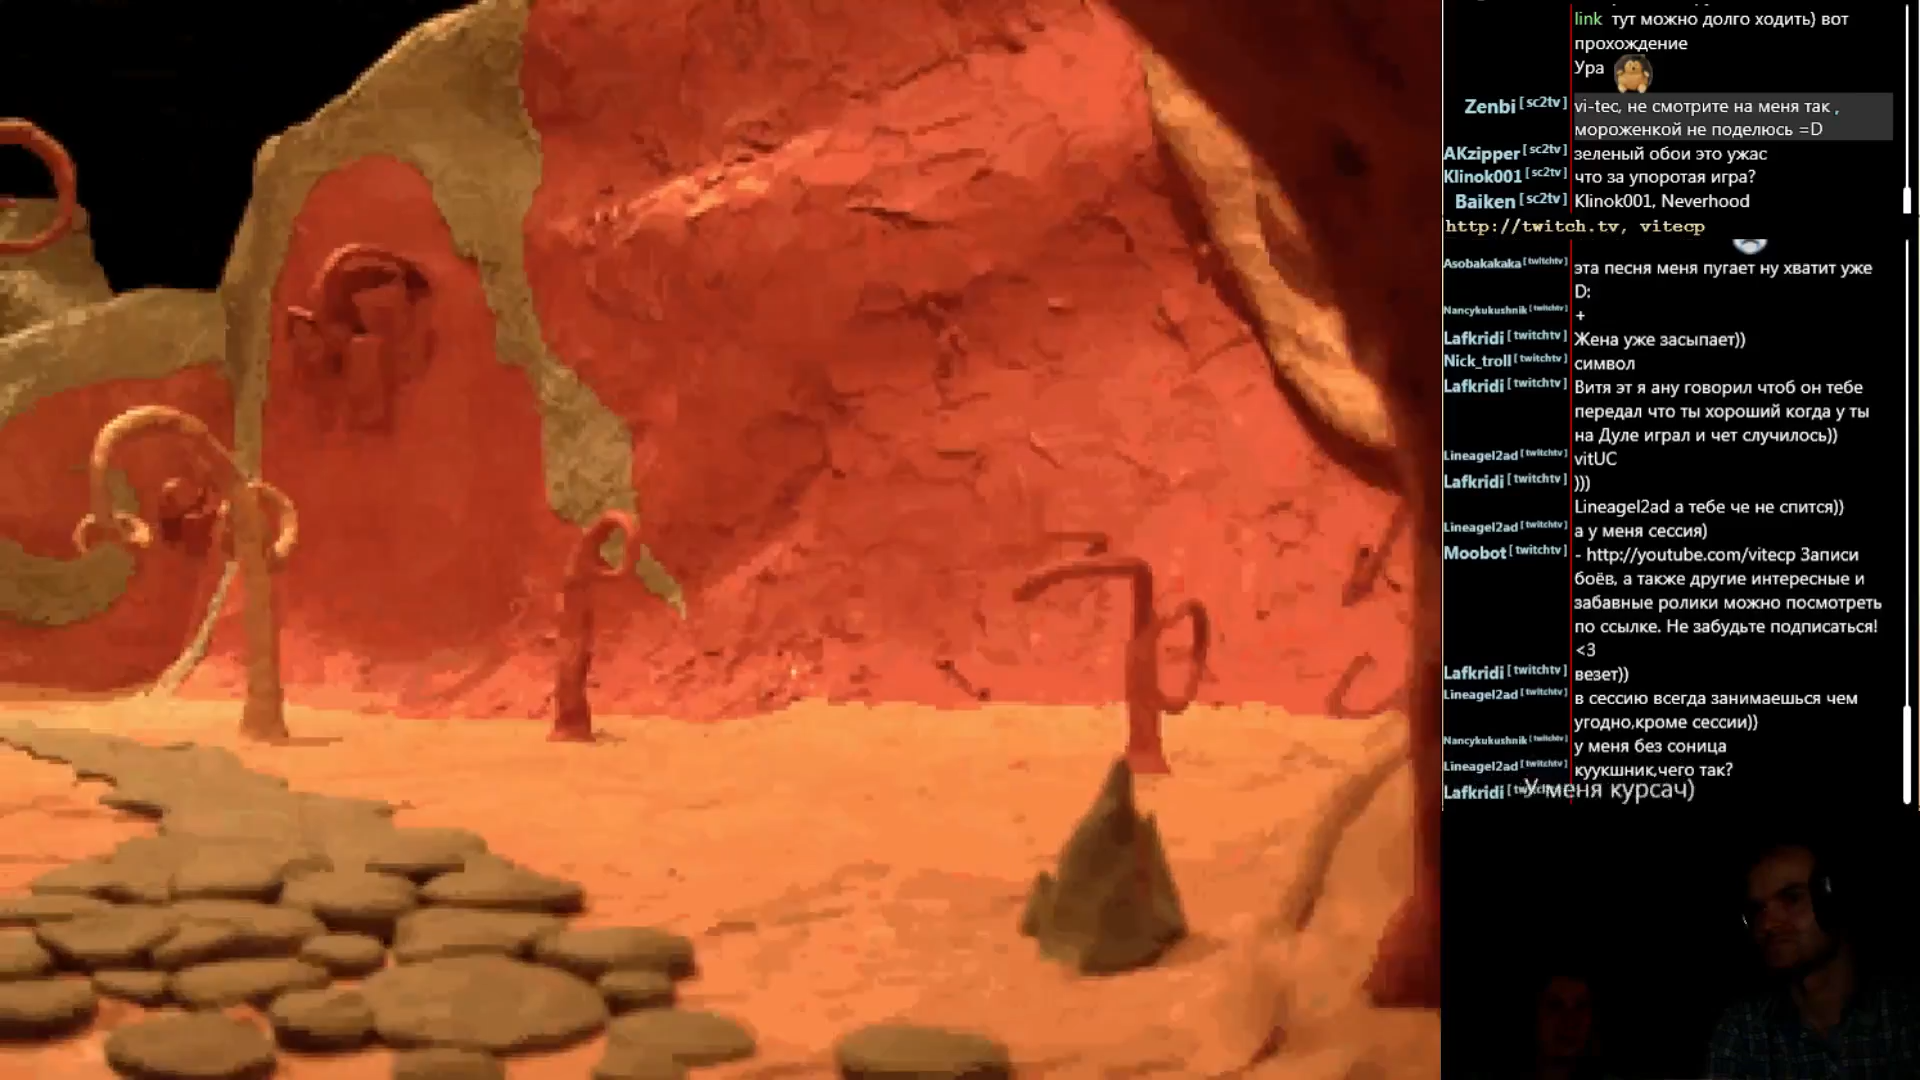 link тут можно долго ходить) вот
прохождение
Ура
Zenbi [sc2tv] vi-tec, не смотрите на меня так ,
мороженкой не поделюсь =D
AKzipper [sc2tv] зеленый обои это ужас
Klinok001 [sc2tv] что за упоротая игра?
Baiken [sc2tv] Klinok001, Neverhood
http://twitch.tv, vitecp
Asobakakaka [twitchtv] эта песня меня пугает ну хватит уже
D:
Nancykukushnik [twitchtv] +
Lafkridi [twitchtv] Жена уже засыпает))
Nick_troll [twitchtv] символ
Lafkridi [twitchtv] Витя эт я ану говорил чтоб он тебе
передал что ты хороший когда у ты
на Дуле играл и чет случилось))
Lineagel2ad [twitchtv] vitUC
Lafkridi [twitchtv] )))
Lineagel2ad а тебе че не спится))
Lineagel2ad [twitchtv] а у меня сессия)
Moobot [twitchtv] - http://youtube.com/vitecp Записи
боёв, а также другие интересные и
забавные ролики можно посмотреть
по ссылке. Не забудьте подписаться!
<3
Lafkridi [twitchtv] везет))
Lineagel2ad [twitchtv] в сессию всегда занимаешься чем
угодно,кроме сессии))
Nancykukushnik [twitchtv] у меня без соница
Lineagel2ad [twitchtv] куукшник,чего так?
Lafkridi [twitchtv] У меня курсач)